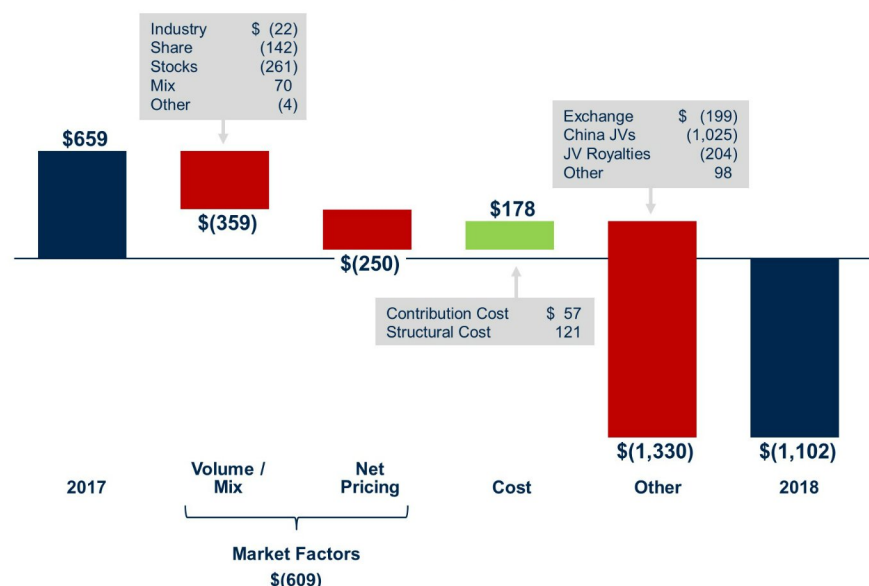 Industry $ (22)
Share (142)
Stocks (261)
Mix 70
Other (4)
Exchange $ (199)
China JVs (1,025)
JV Royalties (204)
Other 98
$659
$(359)
$(250)
$178
Contribution Cost $ 57
Structural Cost 121
$(1,330)
$(1,102)
2017
Volume /
Mix
Net
Pricing
Cost
Other
2018
Market Factors
$(609)